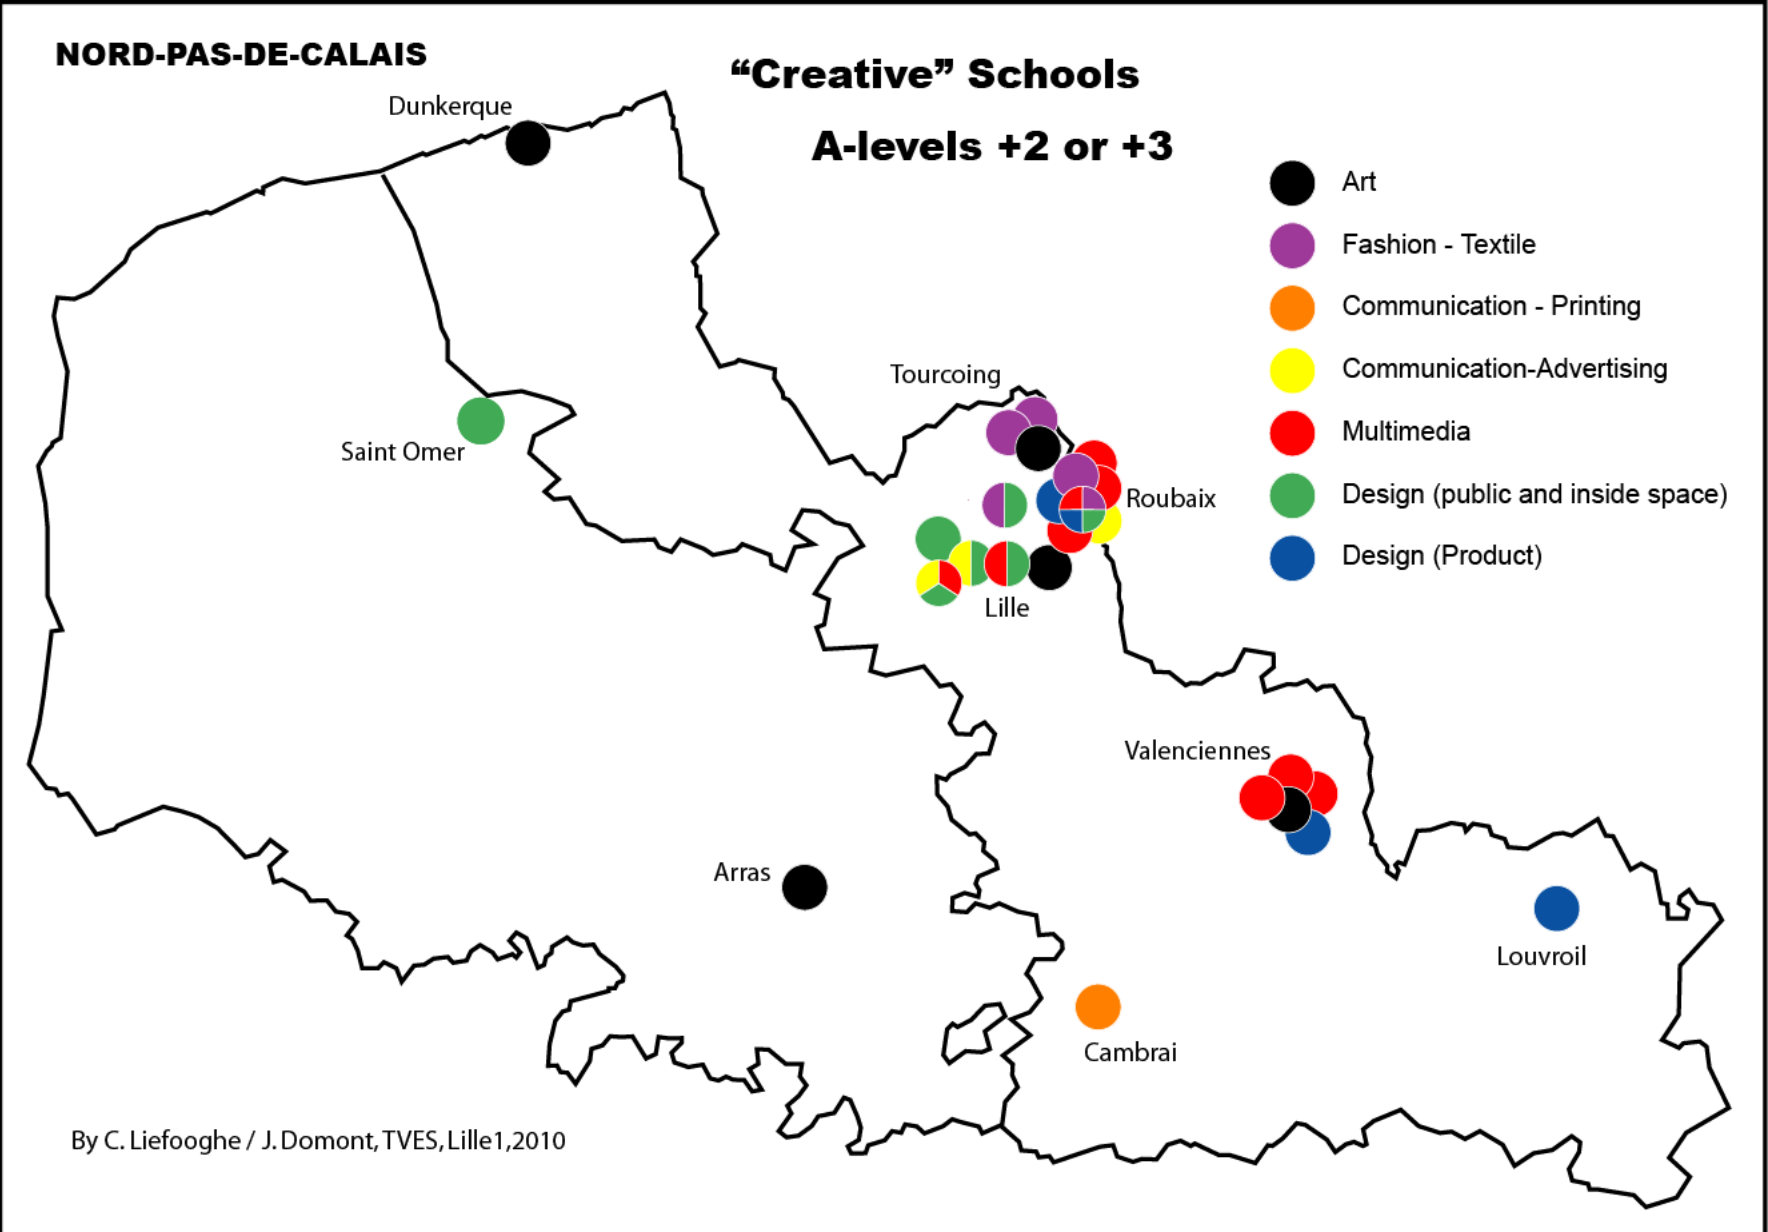 NORD-PAS-DE-CALAIS
“Creative” Schools
A-levels +2 or +3
Dunkerque
Art
Fashion - Textile
Communication - Printing
Communication-Advertising
Multimedia
Design (public and inside space)
Design (Product)
Tourcoing
Saint Omer
Roubaix
Lille
Valenciennes
Arras
Louvroil
Cambrai
By C. Liefooghe / J. Domont, TVES, Lille1,2010